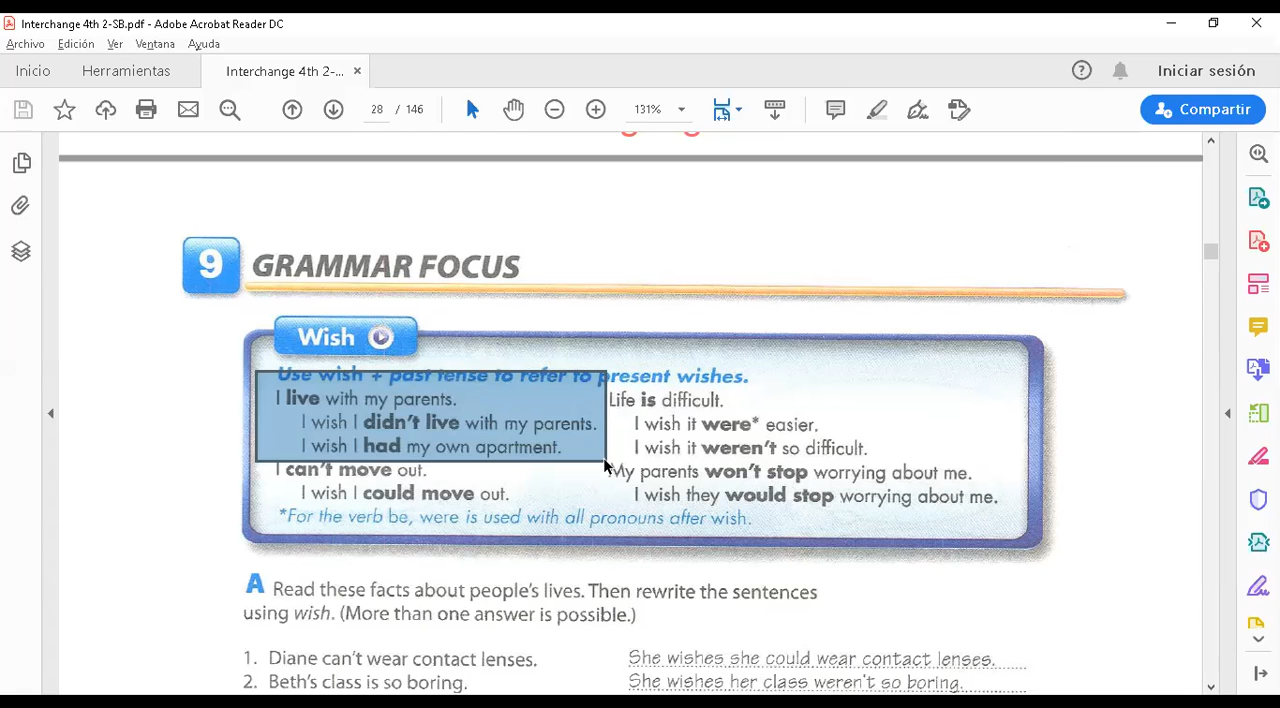 Interchange 4th 2-SB.pdf - Adobe Acrobat Reader DC
Archivo Edición Ver Ventana Ayuda
Inicio Herramientas Interchange 4th 2-... × Iniciar sesión
28 / 146 131% Compartir
9 GRAMMAR FOCUS
Wish
Use wish + past tense to refer to present wishes.
I live with my parents.
I wish I didn't live with my parents.
I wish I had my own apartment.
I can't move out.
I wish I could move out.
Life is difficult.
I wish it were* easier.
I wish it weren't so difficult.
My parents won't stop worrying about me.
I wish they would stop worrying about me.
*For the verb be, were is used with all pronouns after wish.
A Read these facts about people's lives. Then rewrite the sentences
using wish. (More than one answer is possible.)
1. Diane can't wear contact lenses. She wishes she could wear contact lenses.
2. Beth's class is so boring. She wishes her class weren't so boring.